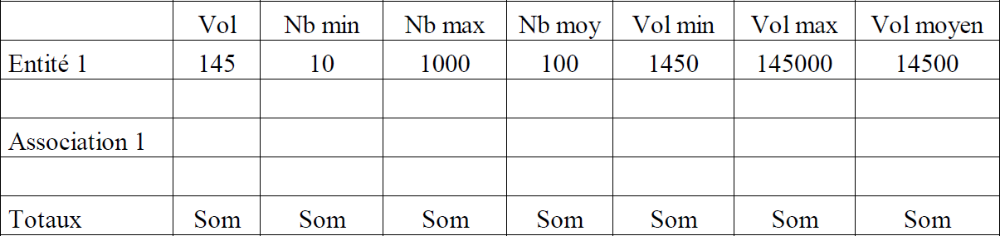 Vol Nb min Nb max Nb moy Vol min Vol max Vol moyen
Entité 1 145 10 1000 100 1450 145000 14500
Association 1
Totaux Som Som Som Som Som Som Som